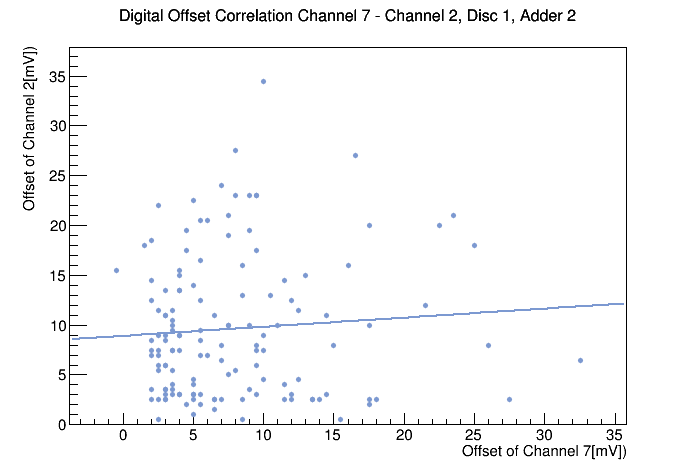 Digital Offset Correlation Channel 7 - Channel 2, Disc 1, Adder 2
Offset of Channel 2[mV])
35
30
25
20
15
10
5
0
0 5 10 15 20 25 30 35
Offset of Channel 7[mV])